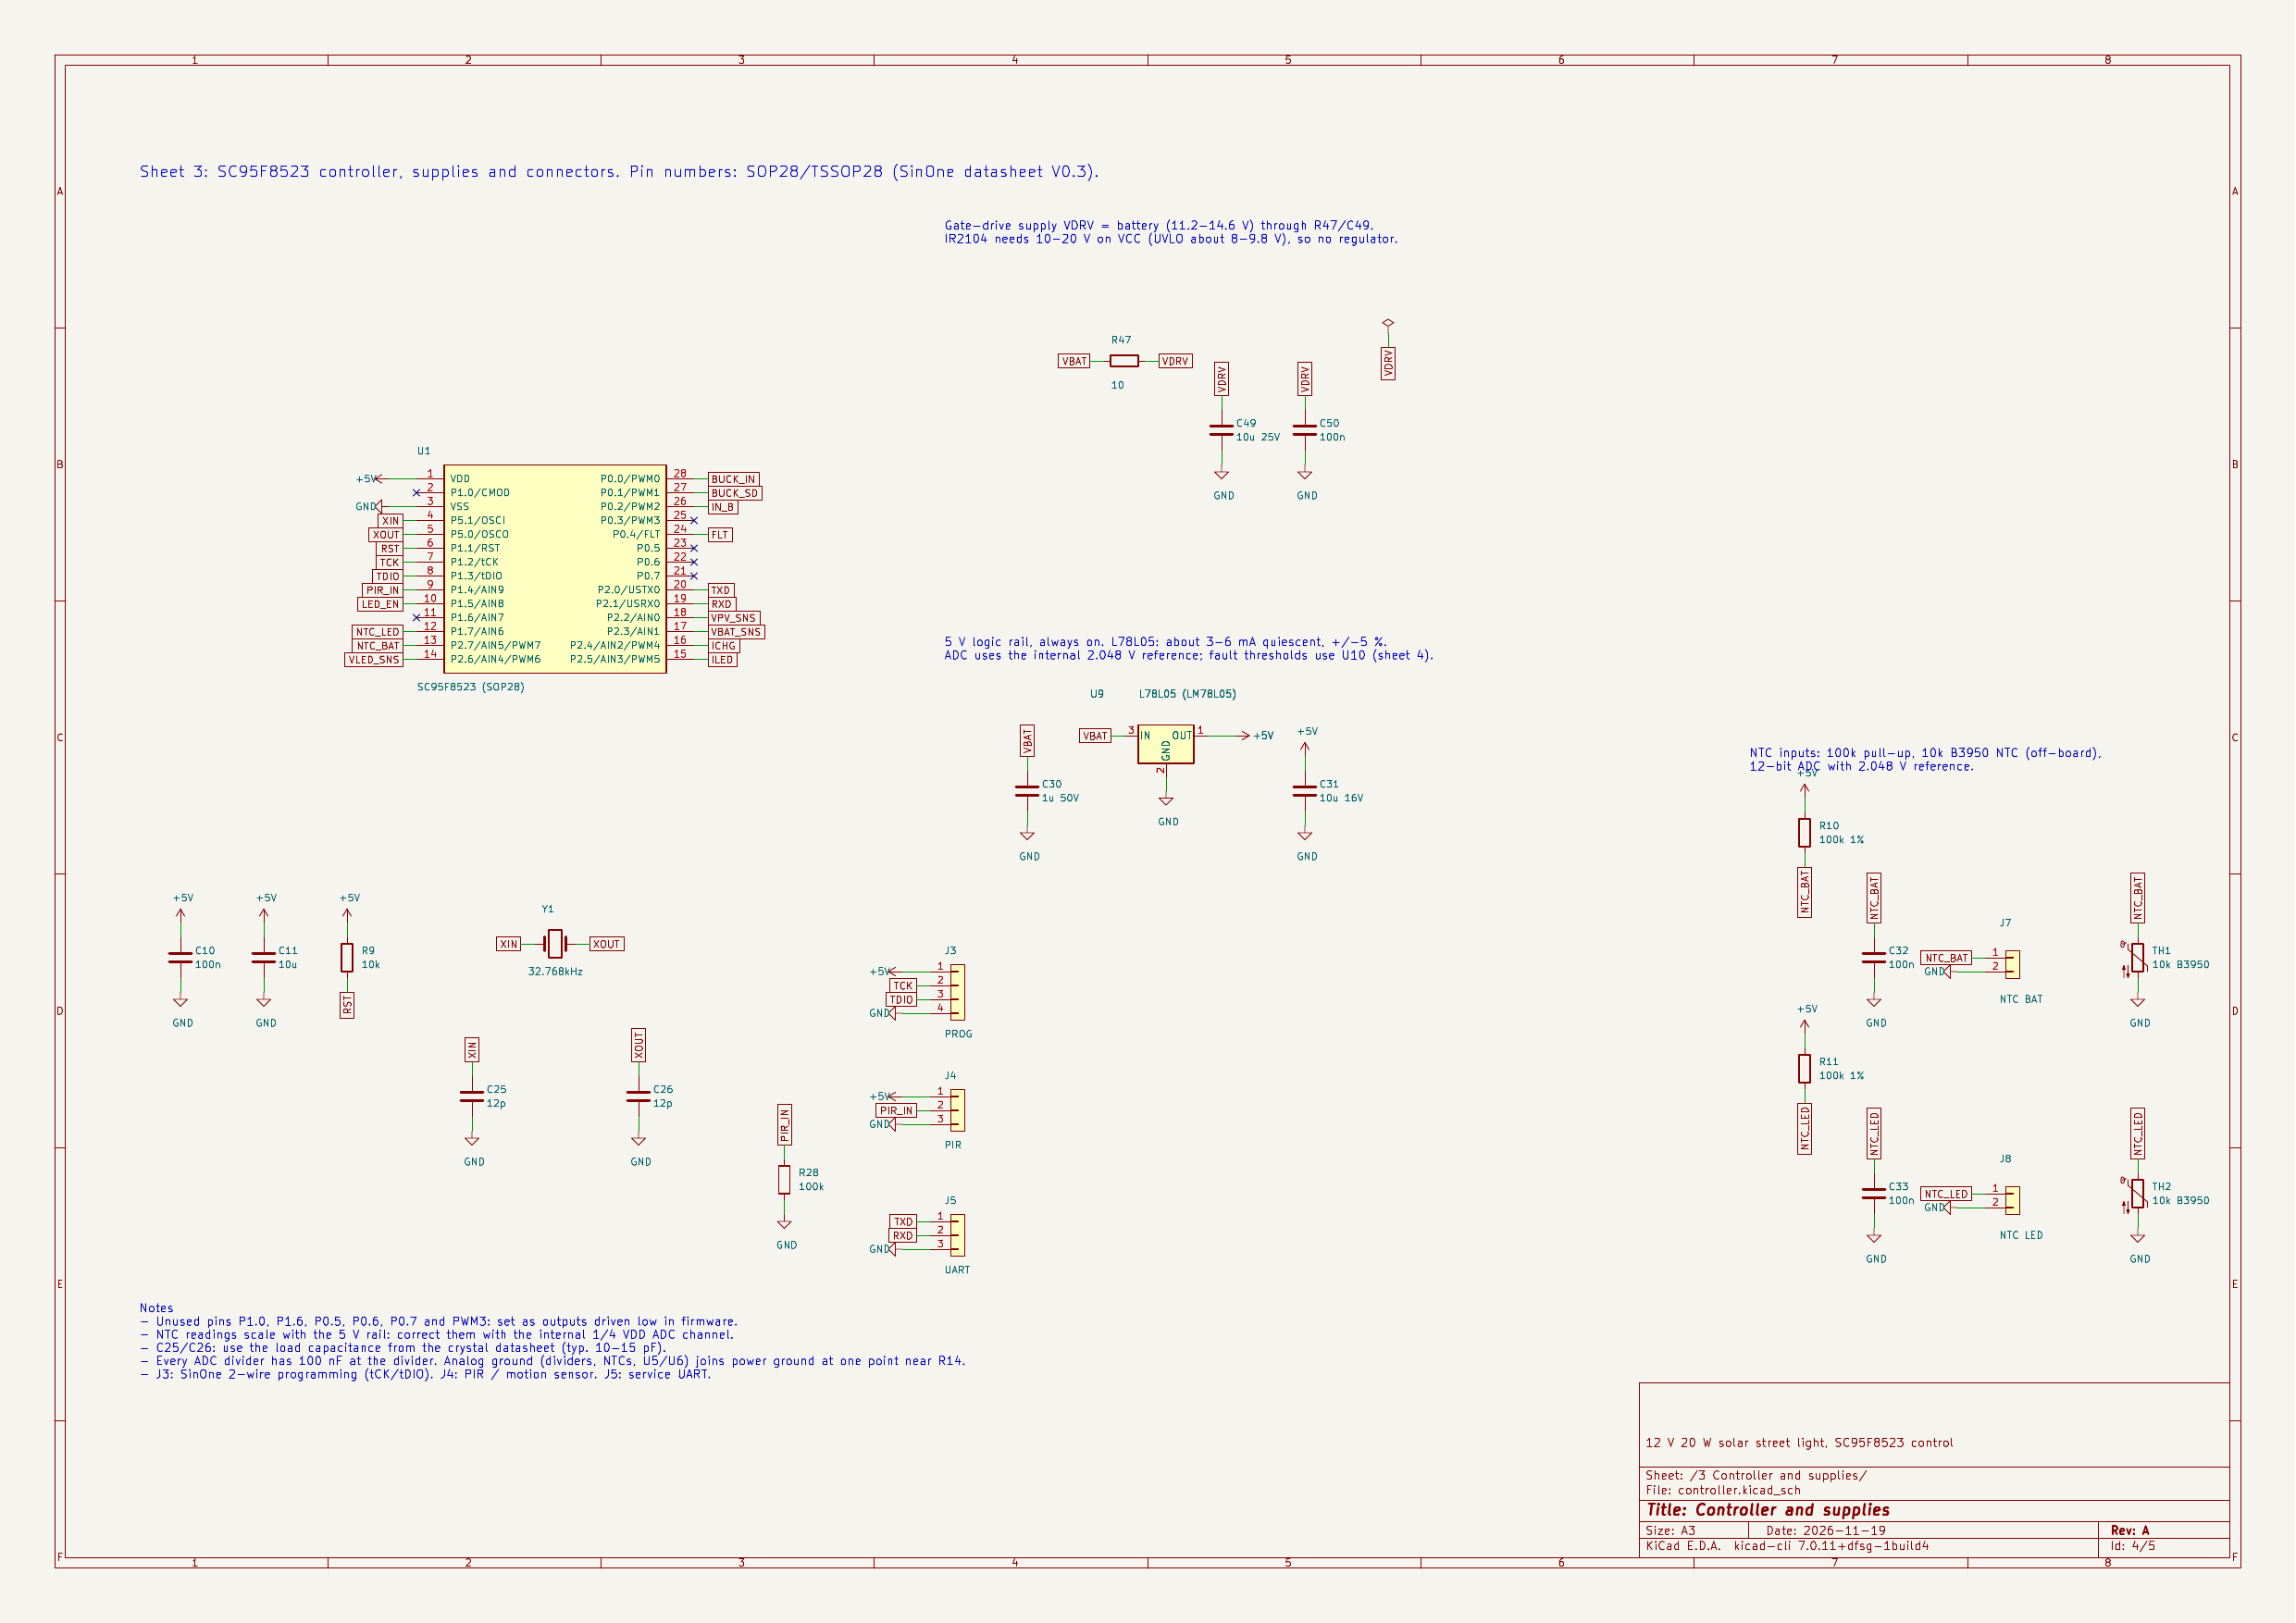 1 2 3 4 5 6 7 8
A A
B B
C C
D D
E E
F F
Sheet 3: SC95F8523 controller, supplies and connectors. Pin numbers: SOP28/TSSOP28 (SinOne datasheet V0.3).
Gate-drive supply VDRV = battery (11.2-14.6 V) through R47/C49.
IR2104 needs 10-20 V on VCC (UVLO about 8-9.8 V), so no regulator.
R47
VBAT
VDRV
10
VDRV
C49
10u 25V
GND
VDRV
C50
100n
GND
VDRV
U1
+5V 1 VDD
2 P1.0/CMOD
GND 3 VSS
XIN 4 P5.1/OSCI
XOUT 5 P5.0/OSCO
RST 6 P1.1/RST
TCK 7 P1.2/tCK
TDIO 8 P1.3/tDIO
PIR_IN 9 P1.4/AIN9
LED_EN 10 P1.5/AIN8
11 P1.6/AIN7
NTC_LED 12 P1.7/AIN6
NTC_BAT 13 P2.7/AIN5/PWM7
VLED_SNS 14 P2.6/AIN4/PWM6
P0.0/PWM0 28 BUCK_IN
P0.1/PWM1 27 BUCK_SD
P0.2/PWM2 26 IN_B
P0.3/PWM3 25
P0.4/FLT 24 FLT
P0.5 23
P0.6 22
P0.7 21
P2.0/USTX0 20 TXD
P2.1/USRX0 19 RXD
P2.2/AIN0 18 VPV_SNS
P2.3/AIN1 17 VBAT_SNS
P2.4/AIN2/PWM4 16 ICHG
P2.5/AIN3/PWM5 15 ILED
SC95F8523 (SOP28)
5 V logic rail, always on. L78L05: about 3-6 mA quiescent, +/-5 %.
ADC uses the internal 2.048 V reference; fault thresholds use U10 (sheet 4).
U9 L78L05 (LM78L05)
VBAT 3 IN OUT 1 +5V
GND
2
GND
VBAT
C30
1u 50V
GND
+5V
C31
10u 16V
GND
NTC inputs: 100k pull-up, 10k B3950 NTC (off-board),
12-bit ADC with 2.048 V reference.
+5V
R10
100k 1%
NTC_BAT
NTC_BAT
C32
100n
GND
J7
NTC_BAT 1
GND 2
NTC BAT
NTC_BAT
TH1
10k B3950
GND
+5V
R11
100k 1%
NTC_LED
NTC_LED
C33
100n
GND
J8
NTC_LED 1
GND 2
NTC LED
NTC_LED
TH2
10k B3950
GND
+5V
C10
100n
GND
+5V
C11
10u
GND
+5V
R9
10k
RST
Y1
XIN
XOUT
32.768kHz
XIN
C25
12p
GND
XOUT
C26
12p
GND
J3
+5V 1
TCK 2
TDIO 3
GND 4
PROG
J4
+5V 1
PIR_IN 2
GND 3
PIR
PIR_IN
R28
100k
GND
J5
TXD 1
RXD 2
GND 3
UART
Notes
- Unused pins P1.0, P1.6, P0.5, P0.6, P0.7 and PWM3: set as outputs driven low in firmware.
- NTC readings scale with the 5 V rail: correct them with the internal 1/4 VDD ADC channel.
- C25/C26: use the load capacitance from the crystal datasheet (typ. 10-15 pF).
- Every ADC divider has 100 nF at the divider. Analog ground (dividers, NTCs, U5/U6) joins power ground at one point near R14.
- J3: SinOne 2-wire programming (tCK/tDIO). J4: PIR / motion sensor. J5: service UART.
12 V 20 W solar street light, SC95F8523 control
Sheet: /3 Controller and supplies/
File: controller.kicad_sch
Title: Controller and supplies
Size: A3 Date: 2026-11-19 Rev: A
KiCad E.D.A. kicad-cli 7.0.11+dfsg-1build4 Id: 4/5
1 2 3 4 5 6 7 8